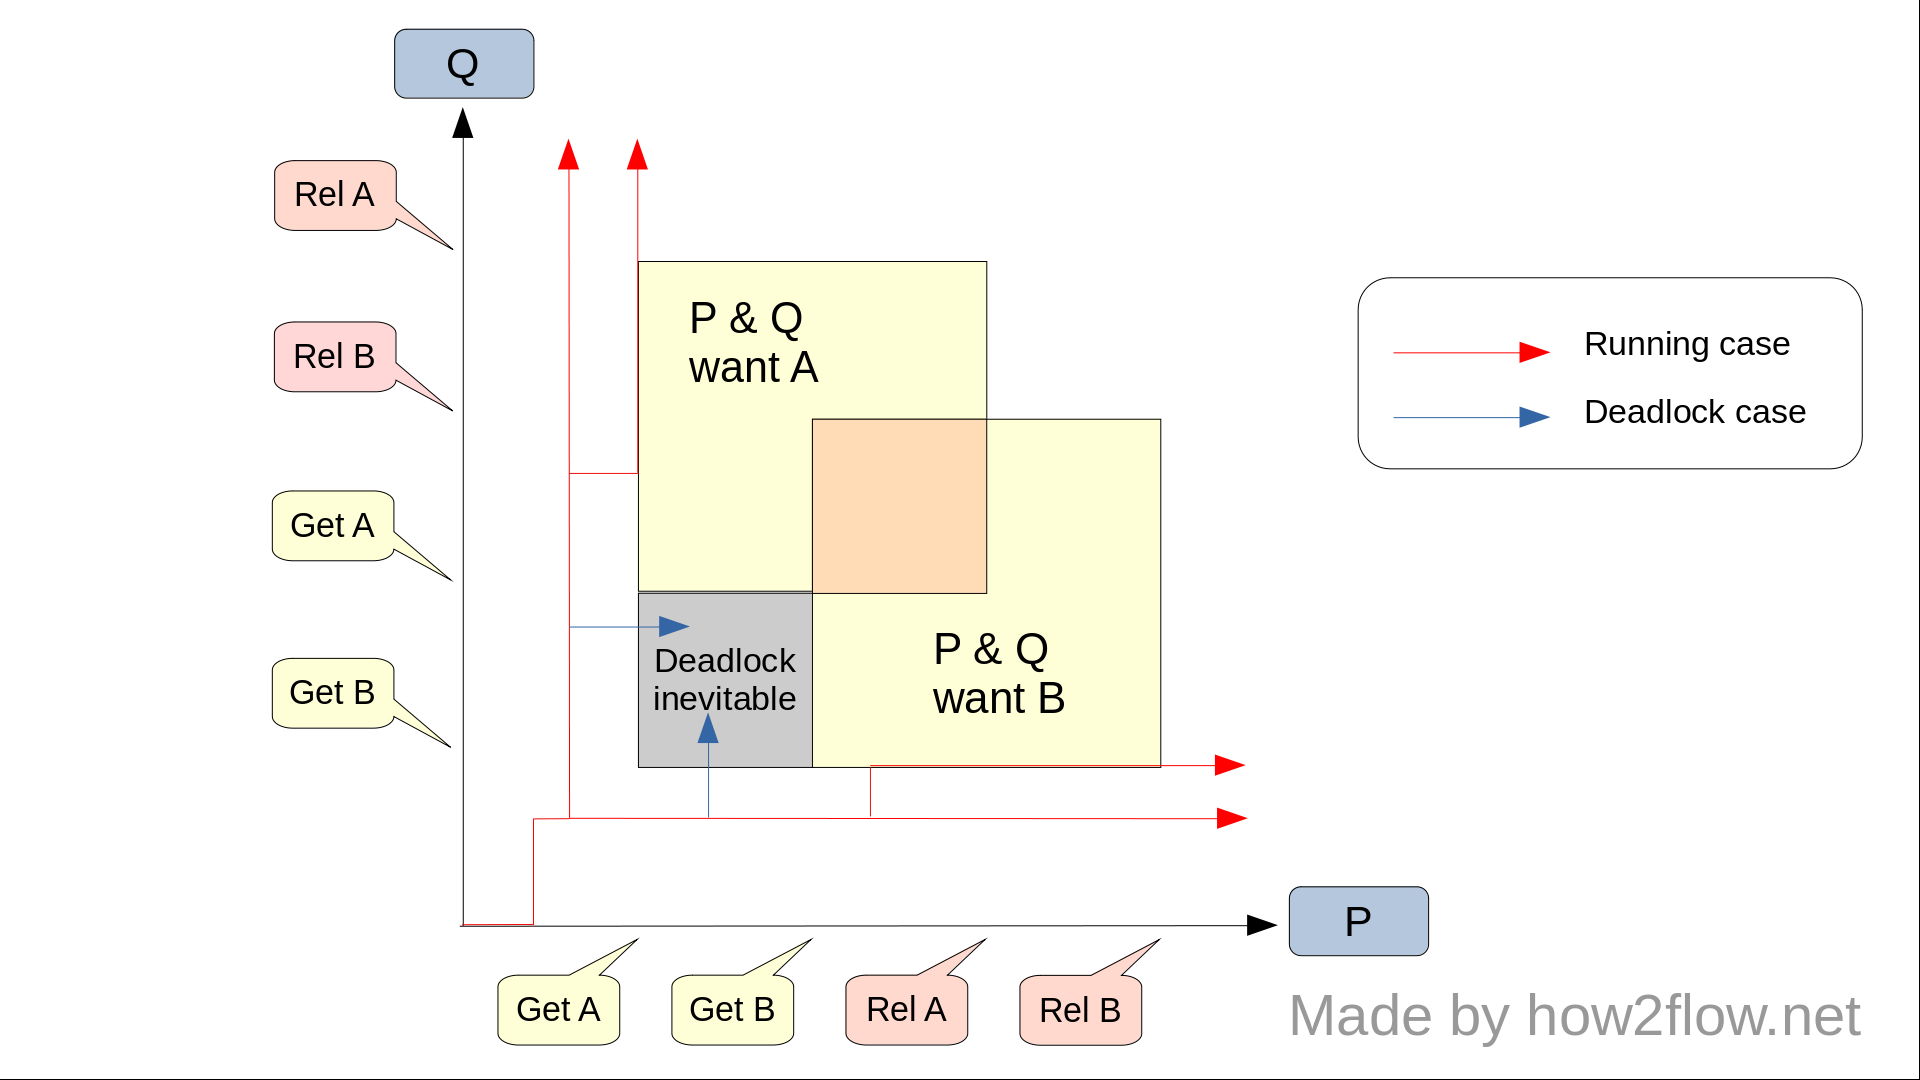 Q
Rel A
Rel B
Get A
Get B
P & Q
want A
Deadlock
inevitable
P & Q
want B
Running case
Deadlock case
P
Get A
Get B
Rel A
Rel B
Made by how2flow.net